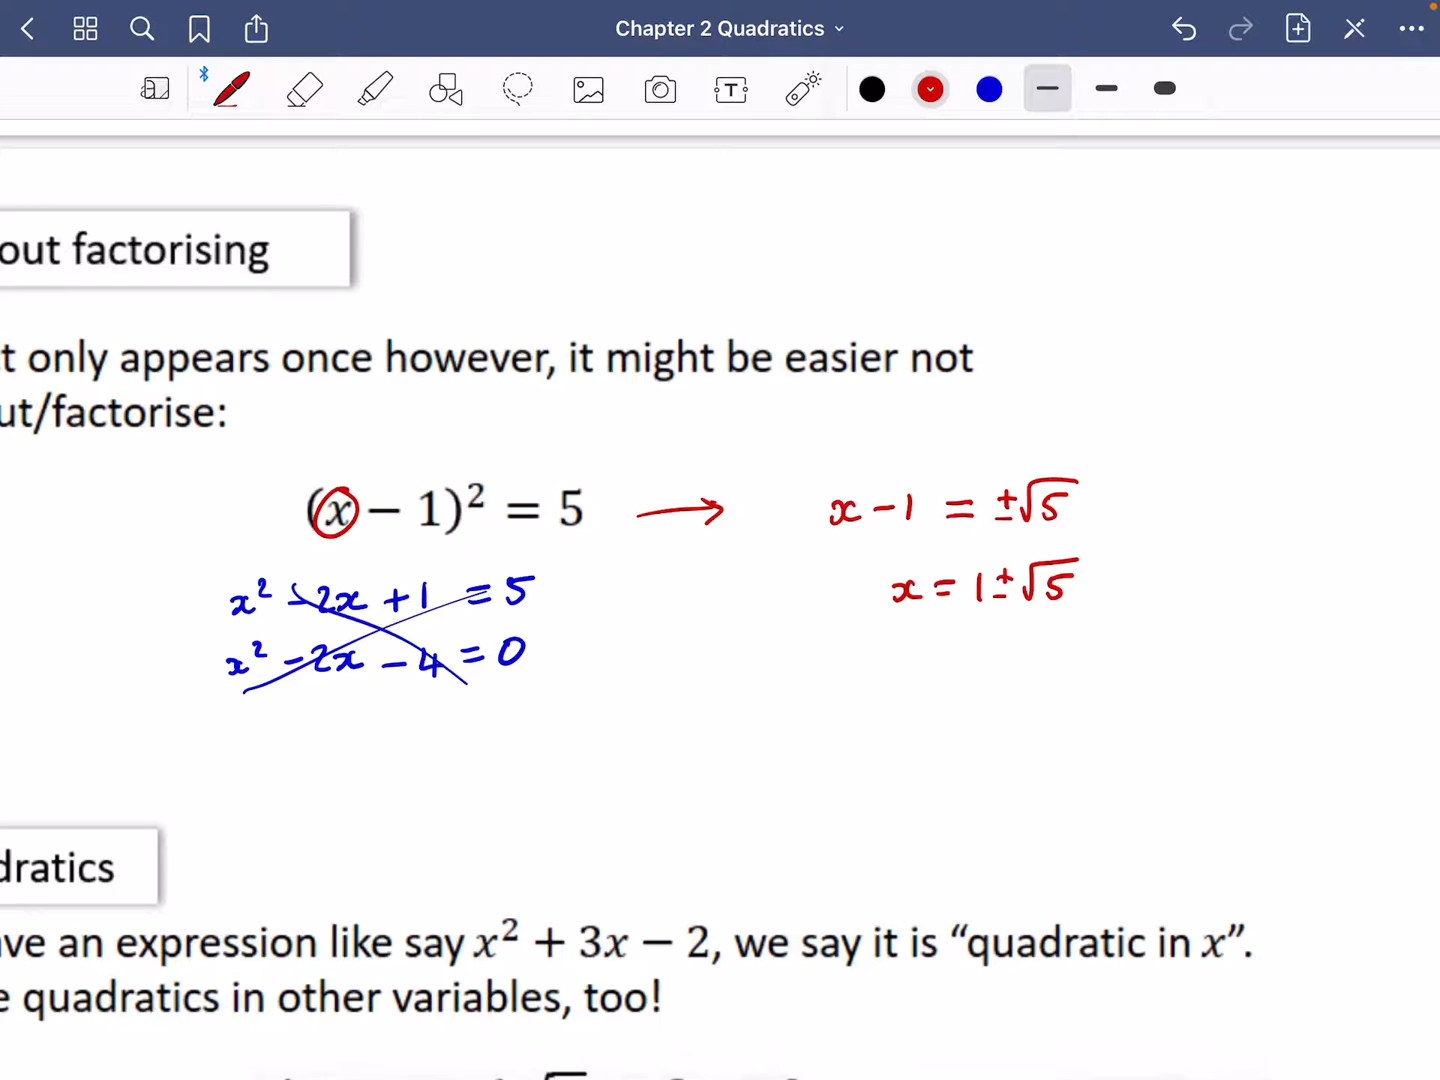 Chapter 2 Quadratics
T
out factorising
t only appears once however, it might be easier not
ut/factorise:
(x − 1)² = 5
x − 1 = ±√5
x² − 2x + 1 = 5
x = 1 ± √5
x² − 2x − 4 = 0
dratics
ave an expression like say x² + 3x − 2, we say it is “quadratic in x”.
e quadratics in other variables, too!